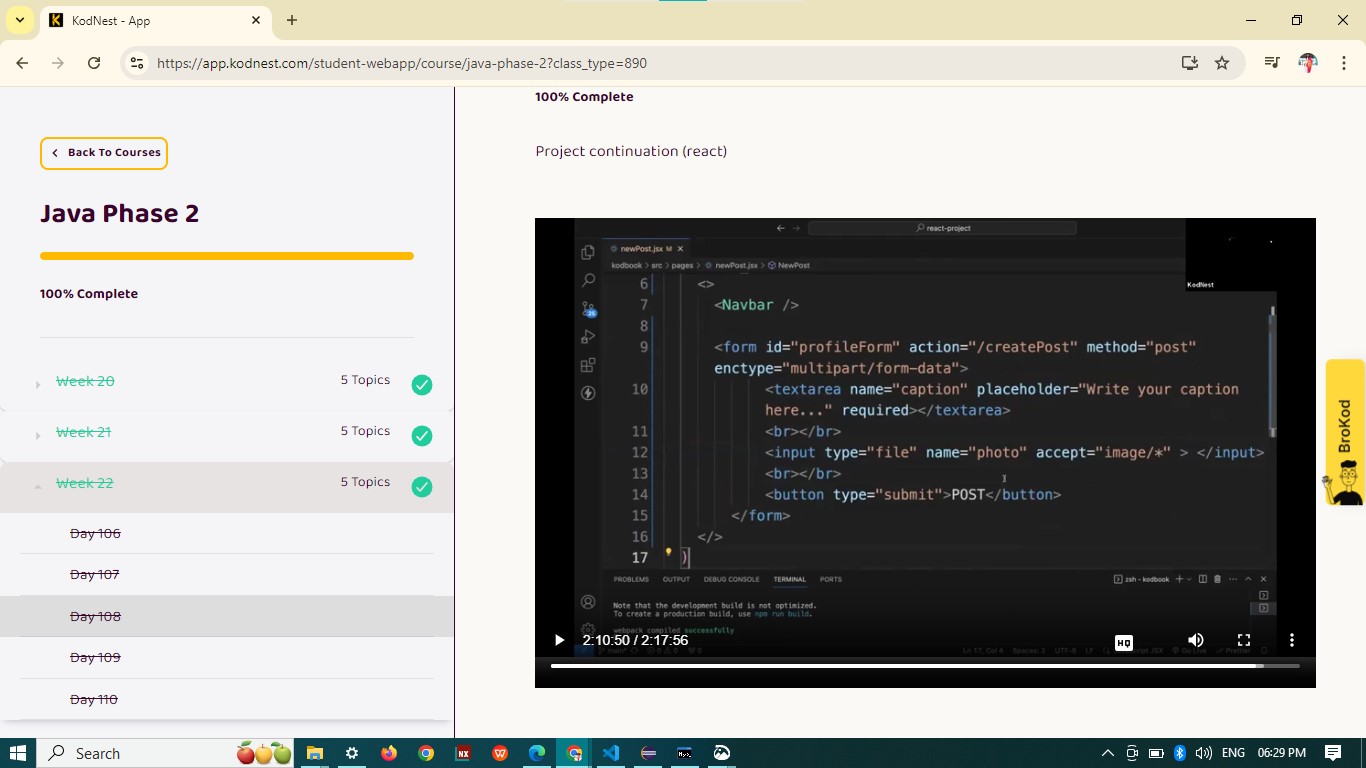 KodNest - App
https://app.kodnest.com/student-webapp/course/java-phase-2?class_type=890
Back To Courses
Java Phase 2
100% Complete
Week 20
5 Topics
Week 21
5 Topics
Week 22
5 Topics
Day 106
Day 107
Day 108
Day 109
Day 110
100% Complete
Project continuation (react)
react-project
newPost.jsx M
kodbook > src > pages > newPost.jsx > NewPost
KodNest
6 <>
7 <Navbar />
8
9 <form id="profileForm" action="/createPost" method="post"
enctype="multipart/form-data">
10 <textarea name="caption" placeholder="Write your caption
here..." required></textarea>
11 <br></br>
12 <input type="file" name="photo" accept="image/*" > </input>
13 <br></br>
14 <button type="submit">POST</button>
15 </form>
16 </>
17 )
PROBLEMS OUTPUT DEBUG CONSOLE TERMINAL PORTS
zsh - kodbook
Note that the development build is not optimized.
To create a production build, use npm run build.
webpack compiled successfully
2:10:50 / 2:17:56
HQ
BroKod
Search
ENG
06:29 PM